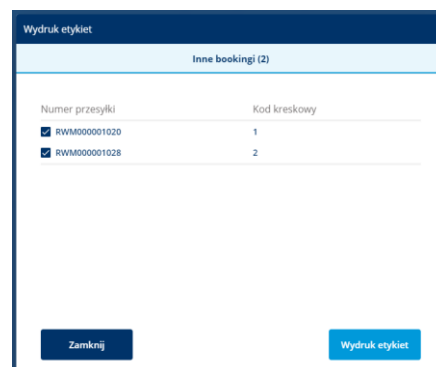 Wydruk etykiet
Inne bookingi (2)
Numer przesyłki Kod kreskowy
RWM000001020 1
RWM000001028 2
Zamknij Wydruk etykiet